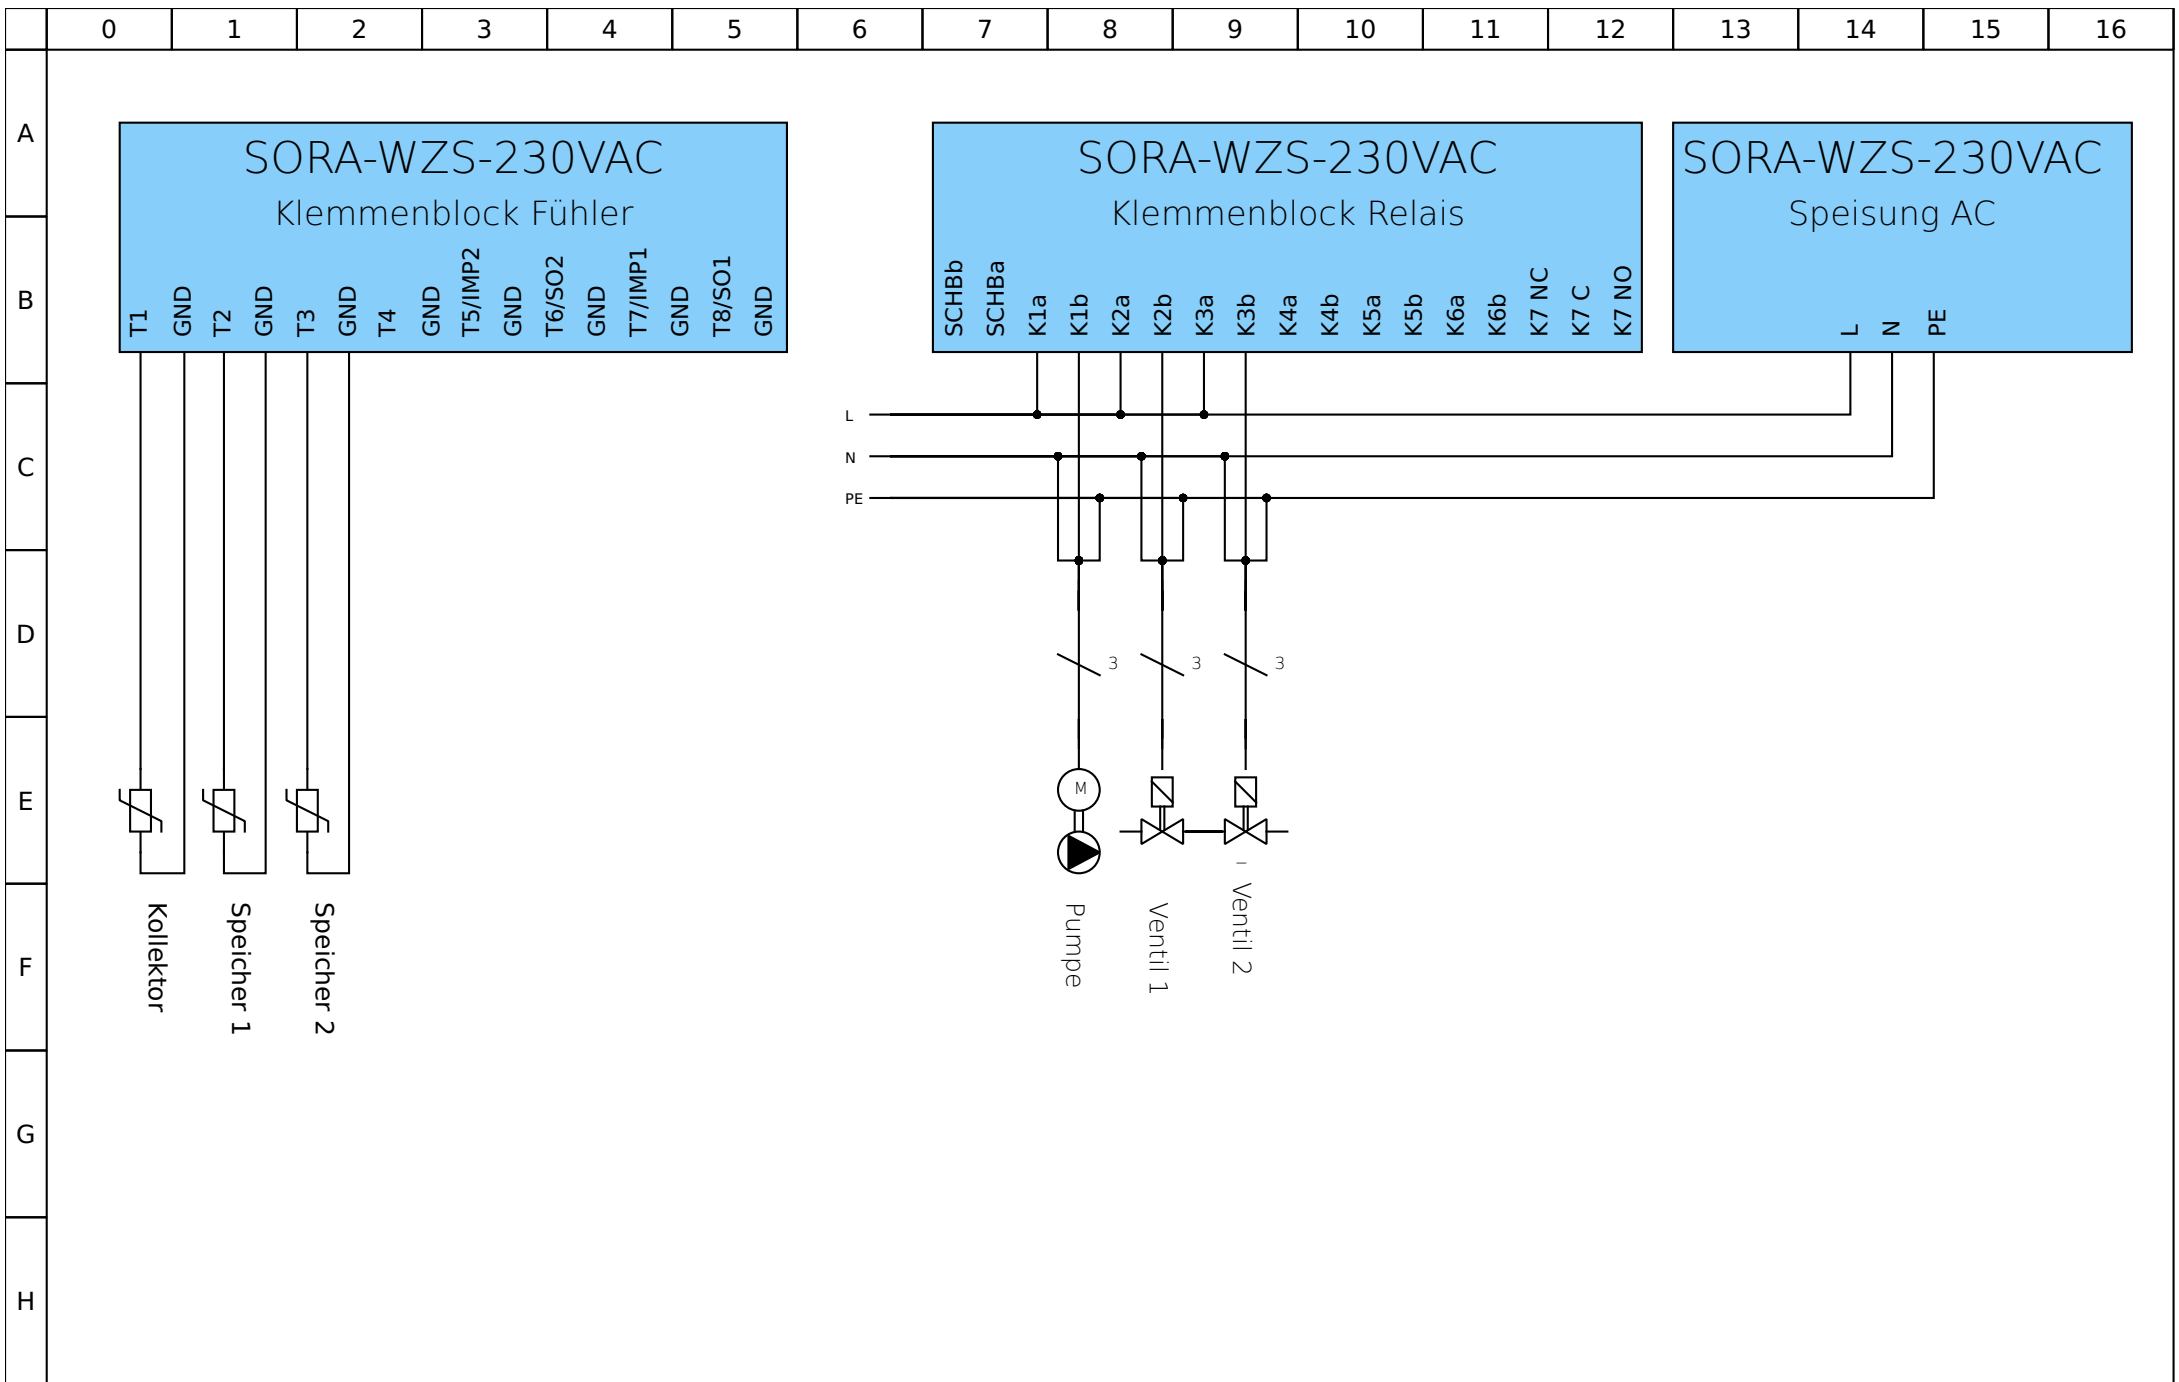 0 1 2 3 4 5 6 7 8 9 10 11 12 13 14 15 16
A
B
C
D
E
F
G
H
SORA-WZS-230VAC
Klemmenblock Fühler
T1 GND T2 GND T3 GND T4 GND T5/IMP2 GND T6/SO2 GND T7/IMP1 GND T8/SO1 GND
SORA-WZS-230VAC
Klemmenblock Relais
SCHBb SCHBa K1a K1b K2a K2b K3a K3b K4a K4b K5a K5b K6a K6b K7 NC K7 C K7 NO
SORA-WZS-230VAC
Speisung AC
L N PE
L
N
PE
3 3 3
M
Kollektor
Speicher 1
Speicher 2
Pumpe
Ventil 1
Ventil 2